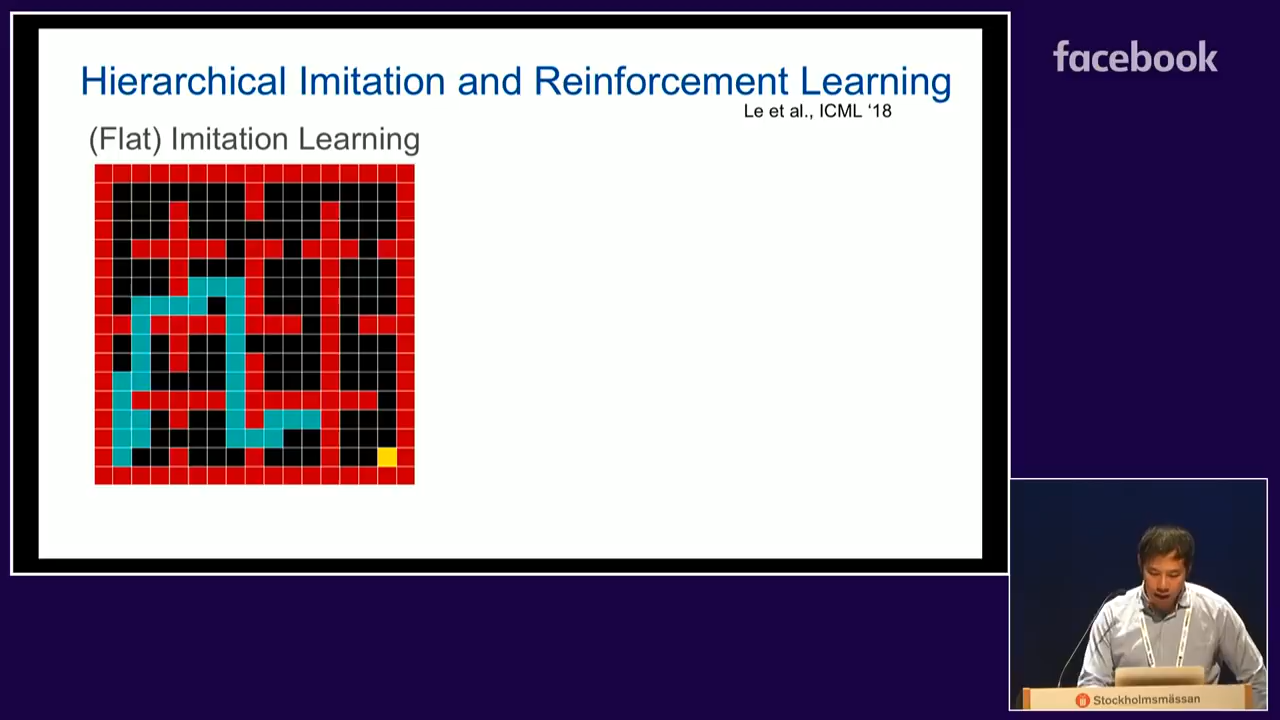 Hierarchical Imitation and Reinforcement Learning
Le et al., ICML ‘18
(Flat) Imitation Learning
facebook
Stockholmsmässan